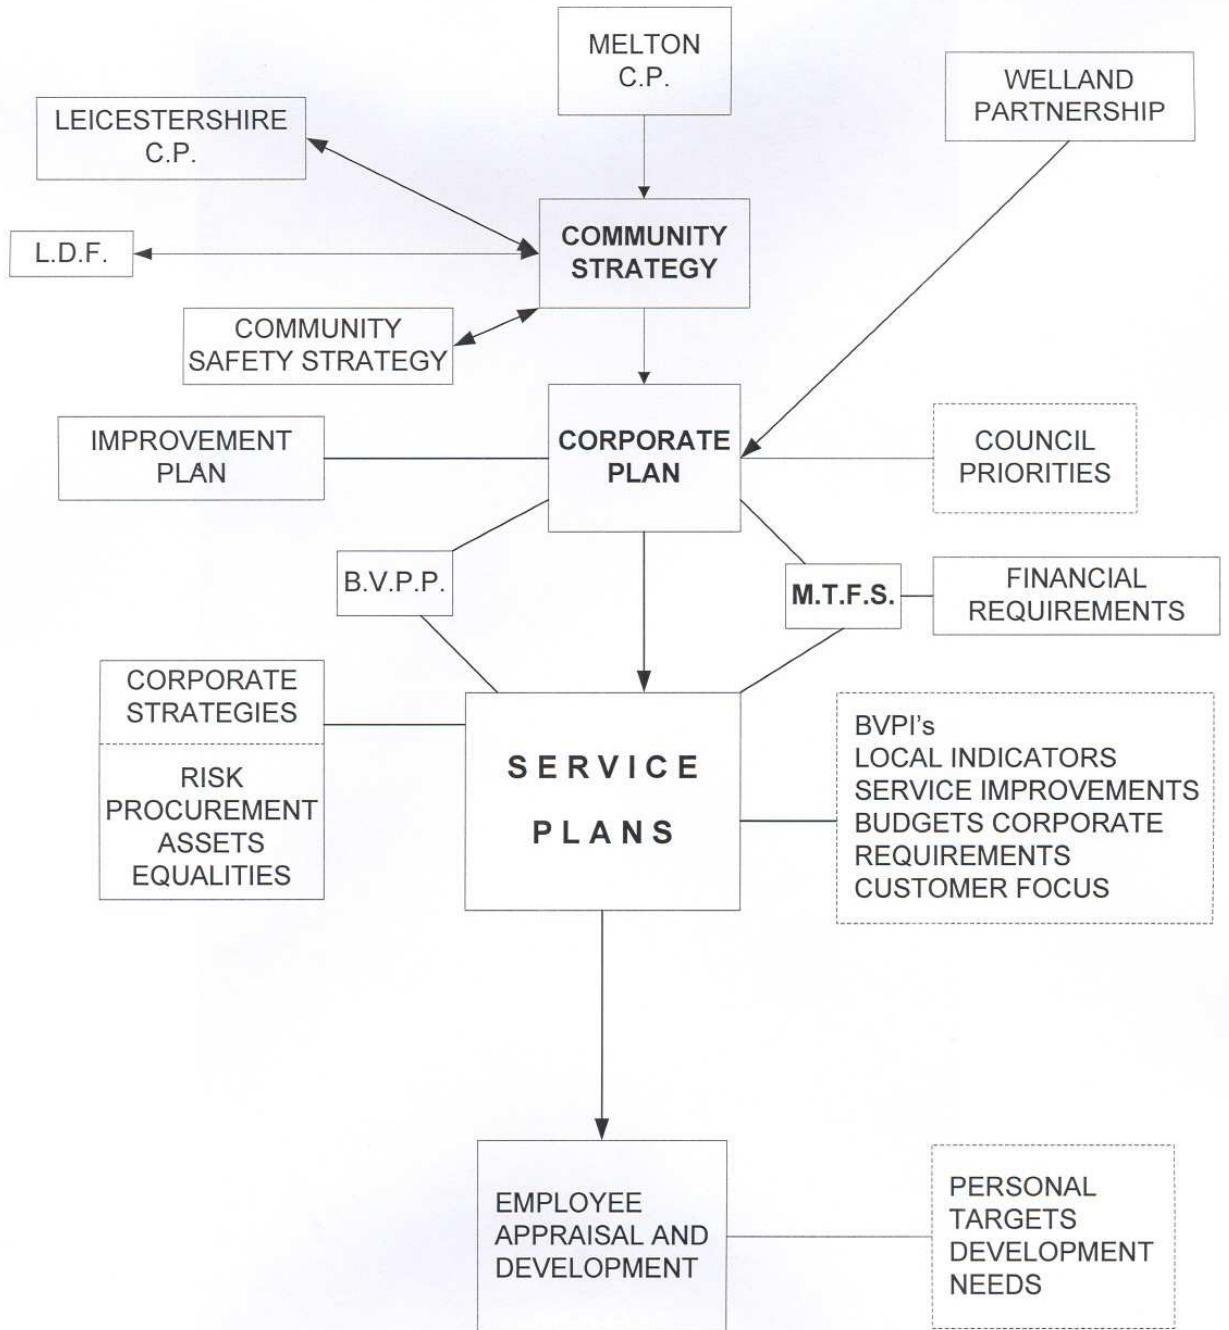 MELTON
C.P.
WELLAND
PARTNERSHIP
LEICESTERSHIRE
C.P.
COMMUNITY
STRATEGY
L.D.F.
COMMUNITY
SAFETY STRATEGY
IMPROVEMENT
PLAN
CORPORATE
PLAN
COUNCIL
PRIORITIES
B.V.P.P.
M.T.F.S.
FINANCIAL
REQUIREMENTS
CORPORATE
STRATEGIES
RISK
PROCUREMENT
ASSETS
EQUALITIES
SERVICE
PLANS
BVPI's
LOCAL INDICATORS
SERVICE IMPROVEMENTS
BUDGETS CORPORATE
REQUIREMENTS
CUSTOMER FOCUS
EMPLOYEE
APPRAISAL AND
DEVELOPMENT
PERSONAL
TARGETS
DEVELOPMENT
NEEDS